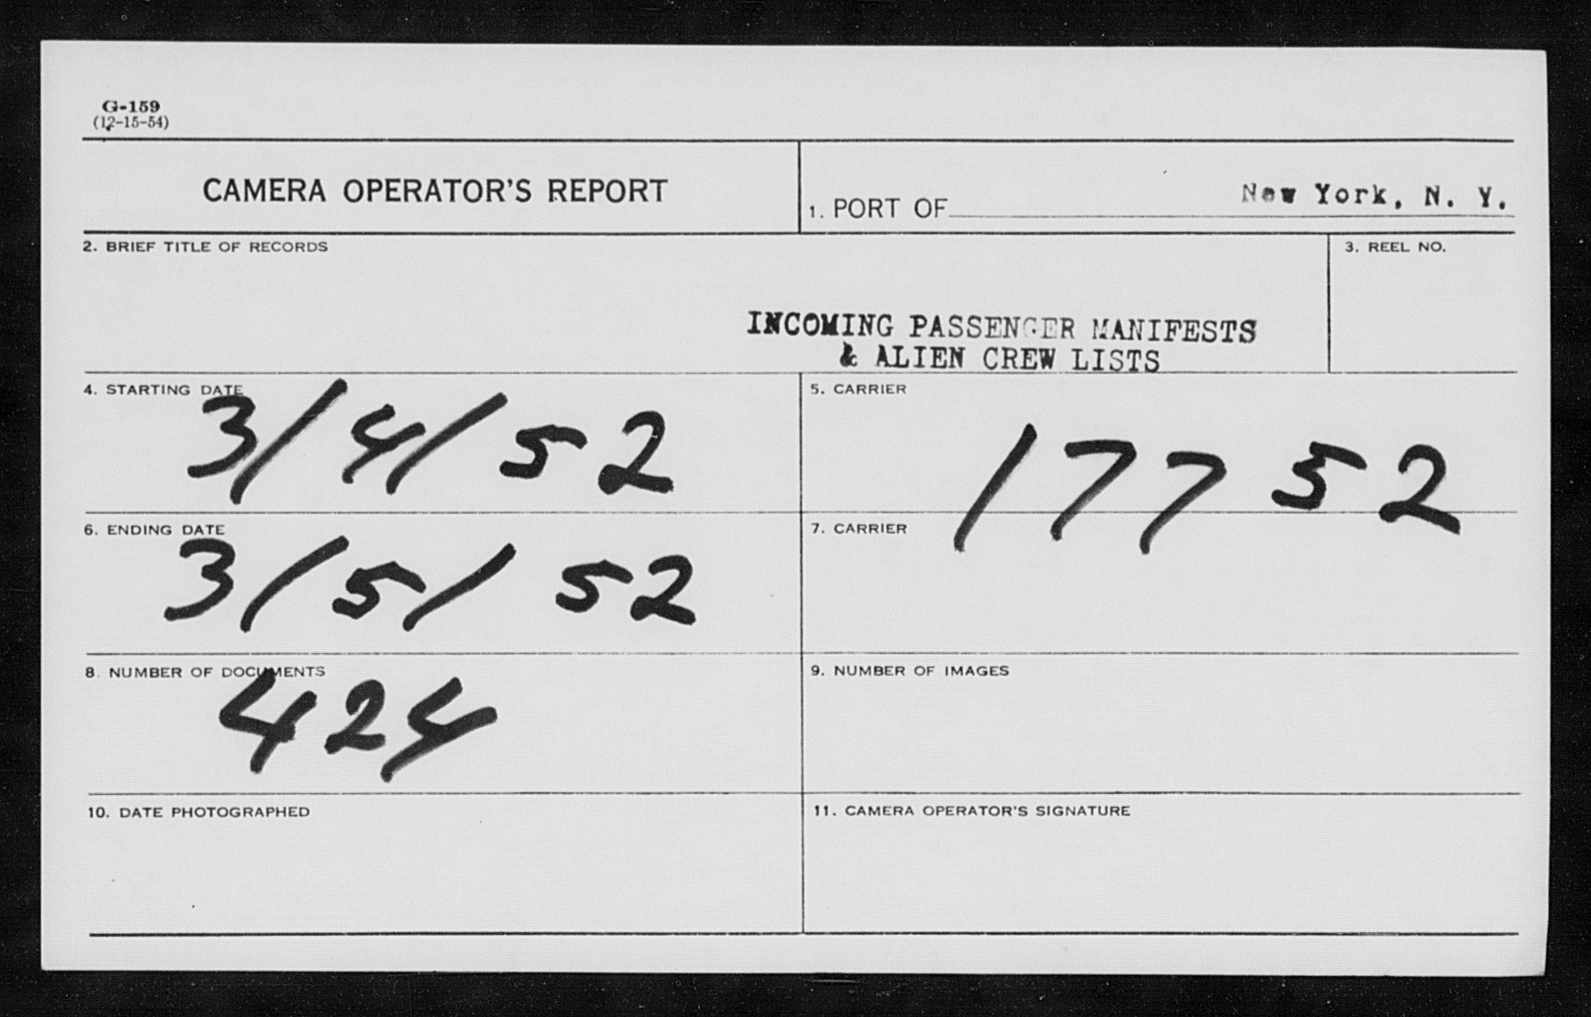 G-159
(12-15-54)
CAMERA OPERATOR'S REPORT
1. PORT OF New York, N. Y.
2. BRIEF TITLE OF RECORDS
3. REEL NO.
INCOMING PASSENGER MANIFESTS
& ALIEN CREW LISTS
4. STARTING DATE
3/4/52
5. CARRIER
17752
6. ENDING DATE
3/5/52
7. CARRIER
8. NUMBER OF DOCUMENTS
424
9. NUMBER OF IMAGES
10. DATE PHOTOGRAPHED
11. CAMERA OPERATOR'S SIGNATURE